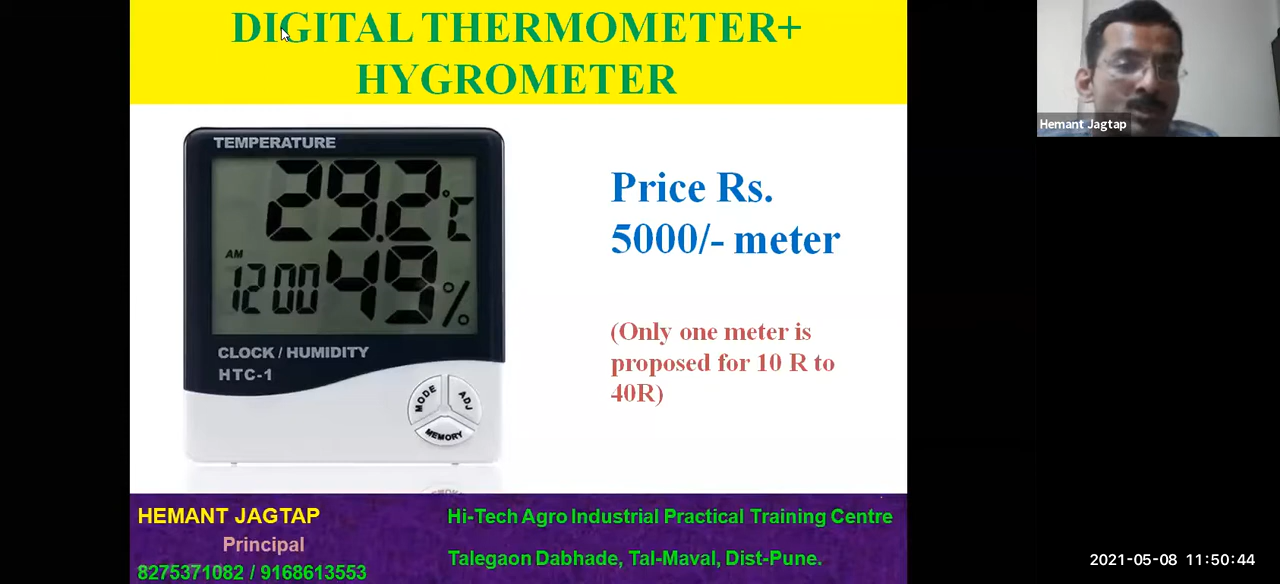 DIGITAL THERMOMETER+
HYGROMETER
TEMPERATURE
29.2°C
AM
12 00 49%
CLOCK / HUMIDITY
HTC-1
MODE
ADJ
MEMORY
Price Rs.
5000/- meter
(Only one meter is
proposed for 10 R to
40R)
HEMANT JAGTAP
Principal
8275371082 / 9168613553
Hi-Tech Agro Industrial Practical Training Centre
Talegaon Dabhade, Tal-Maval, Dist-Pune.
Hemant Jagtap
2021-05-08 11:50:44